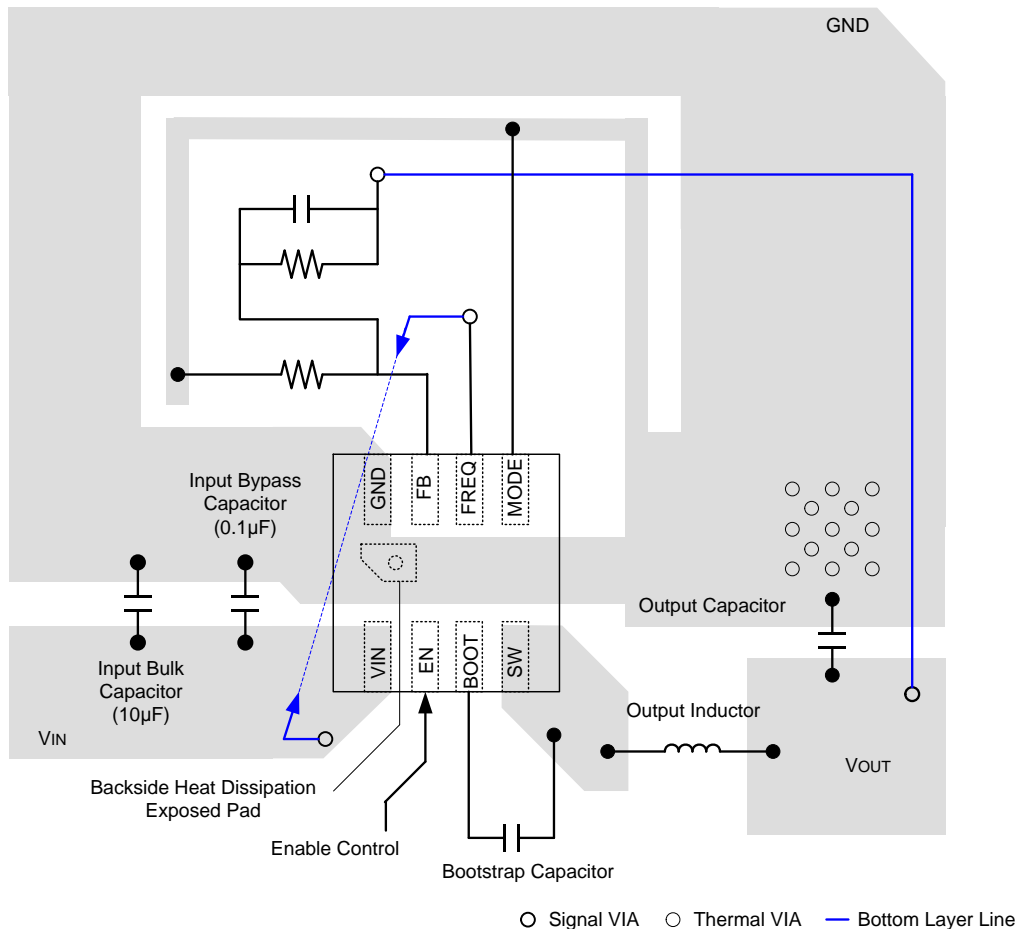 GND
GND
FB
FREQ
MODE
Input Bypass
Capacitor
(0.1µF)
Output Capacitor
VIN
EN
BOOT
SW
Input Bulk
Capacitor
(10µF)
Output Inductor
VIN
VOUT
Backside Heat Dissipation
Exposed Pad
Enable Control
Bootstrap Capacitor
Signal VIA
Thermal VIA
Bottom Layer Line